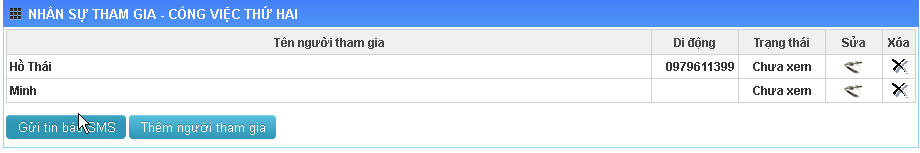 NHÂN SỰ THAM GIA - CÔNG VIỆC THỨ HAI
Tên người tham gia Di động Trạng thái Sửa Xóa
Hồ Thái 0979611399 Chưa xem
Minh Chưa xem
Gửi tin báo SMS Thêm người tham gia